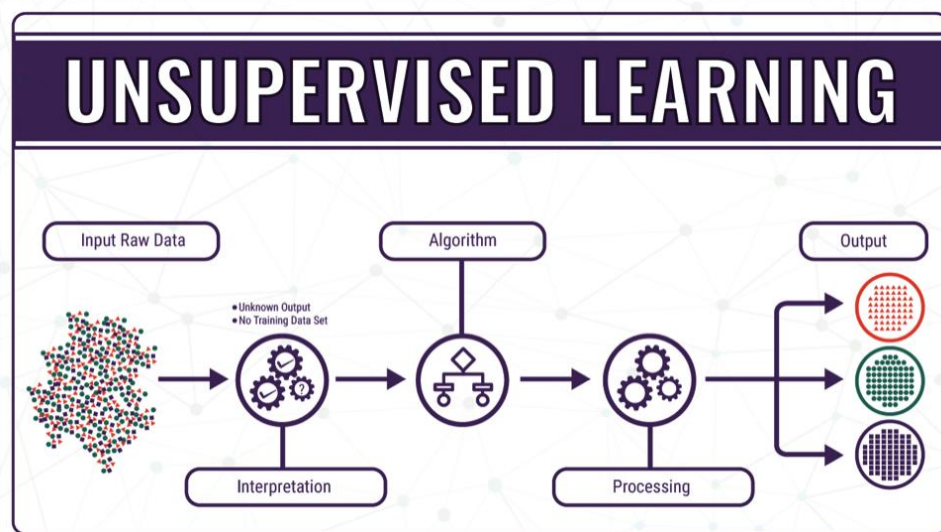 UNSUPERVISED LEARNING
Input Raw Data
Algorithm
Output
• Unknown Output
• No Training Data Set
?
Interpretation
Processing